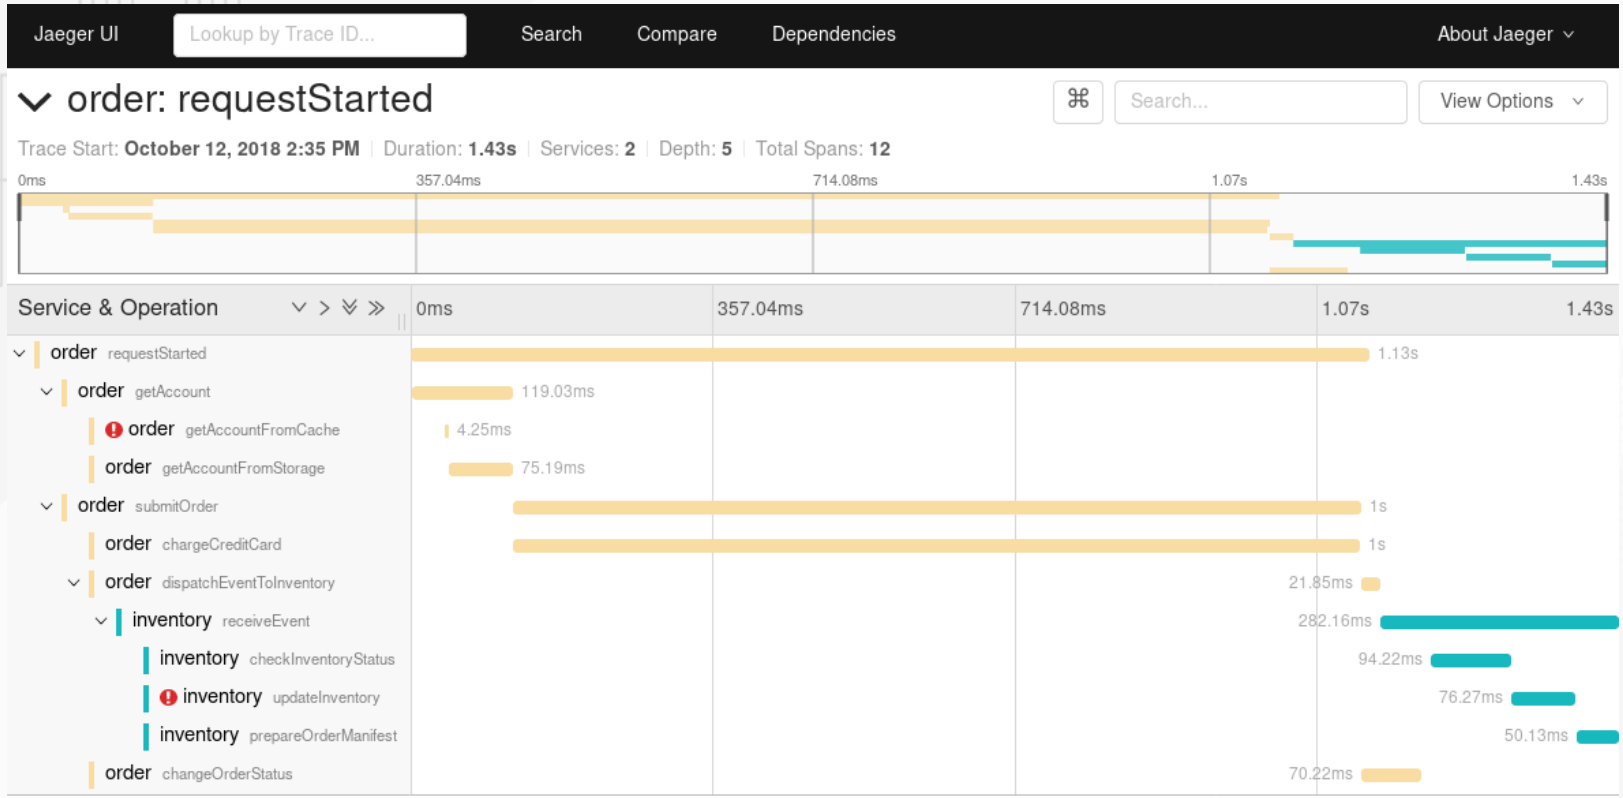 Jaeger UI Lookup by Trace ID... Search Compare Dependencies About Jaeger
order: requestStarted ⌘ Search... View Options
Trace Start: October 12, 2018 2:35 PM Duration: 1.43s Services: 2 Depth: 5 Total Spans: 12
0ms 357.04ms 714.08ms 1.07s 1.43s
Service & Operation 0ms 357.04ms 714.08ms 1.07s 1.43s
order requestStarted 1.13s
order getAccount 119.03ms
order getAccountFromCache 4.25ms
order getAccountFromStorage 75.19ms
order submitOrder 1s
order chargeCreditCard 1s
order dispatchEventToInventory 21.85ms
inventory receiveEvent 282.16ms
inventory checkInventoryStatus 94.22ms
inventory updateInventory 76.27ms
inventory prepareOrderManifest 50.13ms
order changeOrderStatus 70.22ms